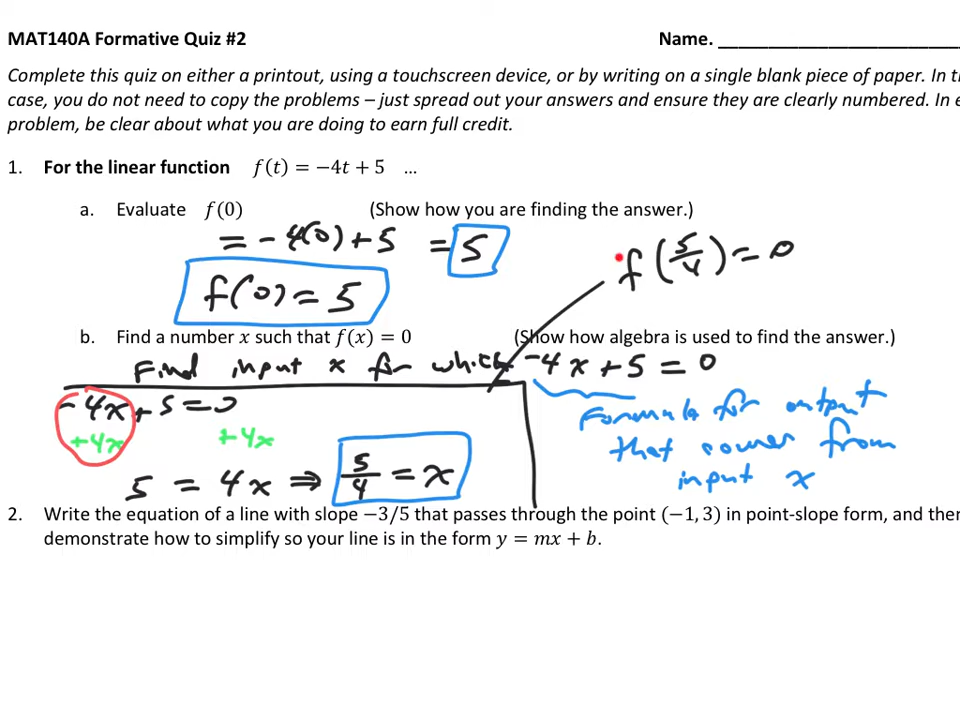 MAT140A Formative Quiz #2 Name. ___________________________
Complete this quiz on either a printout, using a touchscreen device, or by writing on a single blank piece of paper. In t
case, you do not need to copy the problems – just spread out your answers and ensure they are clearly numbered. In e
problem, be clear about what you are doing to earn full credit.
1. For the linear function f(t) = −4t + 5 ...
a. Evaluate f(0) (Show how you are finding the answer.)
= -4(0)+5 = 5
f(5/4) = 0
f(0) = 5
b. Find a number x such that f(x) = 0 (Show how algebra is used to find the answer.)
Find input x for which -4x+5=0
-4x+5=0
+4x +4x
5 = 4x ⇒ 5/4 = x
Formula for output
that comes from
input x
2. Write the equation of a line with slope −3/5 that passes through the point (−1, 3) in point-slope form, and then
demonstrate how to simplify so your line is in the form y = mx + b.